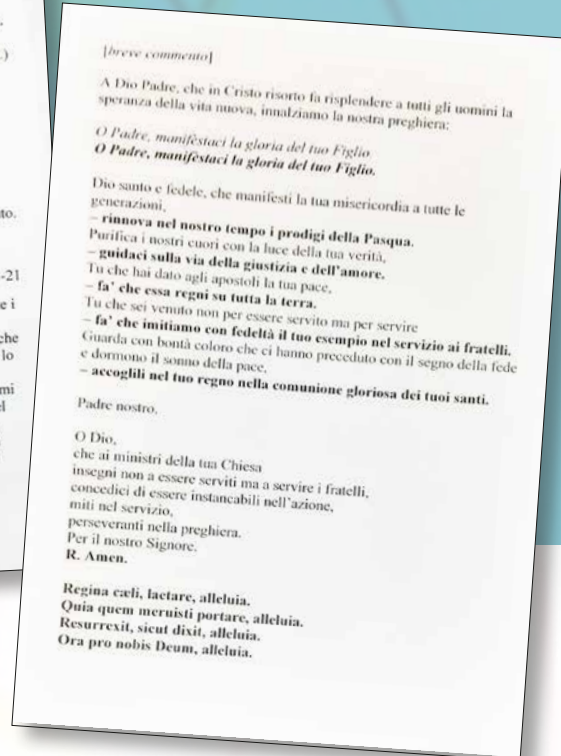 .)
to.
-21
e i
che
lo
mi
el
[breve commento]
A Dio Padre, che in Cristo risorto fa risplendere a tutti gli uomini la
speranza della vita nuova, innalziamo la nostra preghiera:
O Padre, manifestaci la gloria del tuo Figlio.
O Padre, manifestaci la gloria del tuo Figlio.
Dio santo e fedele, che manifesti la tua misericordia a tutte le
generazioni,
– rinnova nel nostro tempo i prodigi della Pasqua.
Purifica i nostri cuori con la luce della tua verità,
– guidaci sulla via della giustizia e dell'amore.
Tu che hai dato agli apostoli la tua pace,
– fa' che essa regni su tutta la terra.
Tu che sei venuto non per essere servito ma per servire
– fa' che imitiamo con fedeltà il tuo esempio nel servizio ai fratelli.
Guarda con bontà coloro che ci hanno preceduto con il segno della fede
e dormono il sonno della pace,
– accoglili nel tuo regno nella comunione gloriosa dei tuoi santi.
Padre nostro,
O Dio,
che ai ministri della tua Chiesa
insegni non a essere serviti ma a servire i fratelli,
concedici di essere instancabili nell'azione,
miti nel servizio,
perseveranti nella preghiera.
Per il nostro Signore.
R. Amen.
Regina cæli, laetare, alleluia.
Quia quem meruisti portare, alleluia.
Resurrexit, sicut dixit, alleluia.
Ora pro nobis Deum, alleluia.